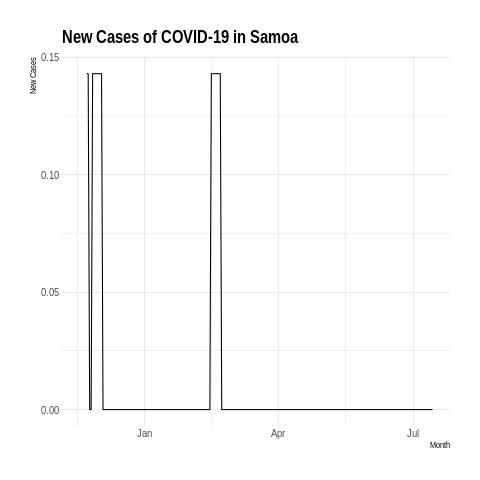 New Cases of COVID-19 in Samoa
New Cases
0.15
0.10
0.05
0.00
Jan Apr Jul
Month